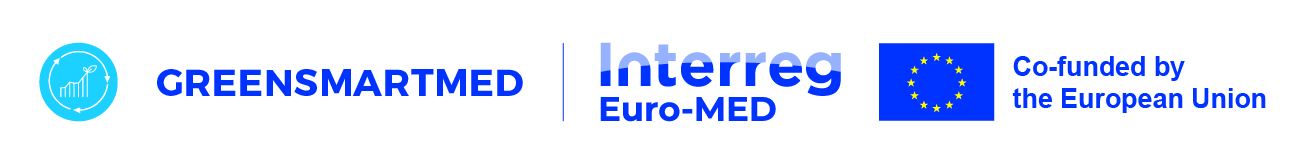 GREENSMARTMED
Interreg
Euro-MED
Co-funded by
the European Union